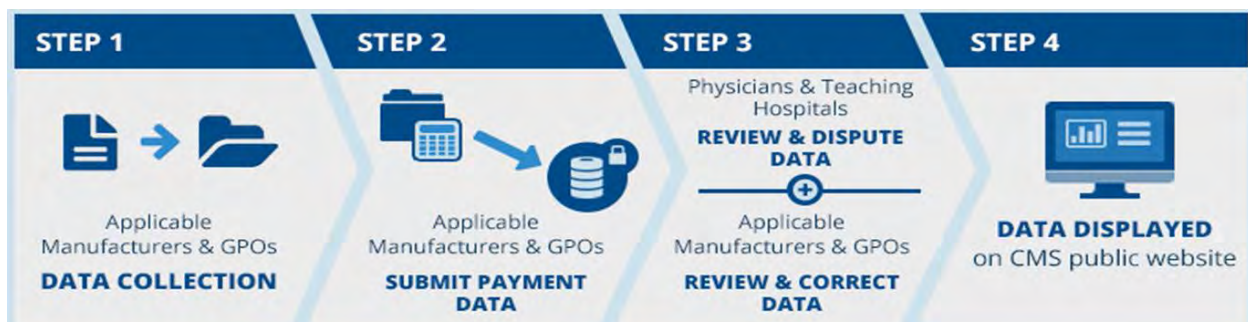 STEP 1
Applicable
Manufacturers & GPOs
DATA COLLECTION
STEP 2
Applicable
Manufacturers & GPOs
SUBMIT PAYMENT
DATA
STEP 3
Physicians & Teaching
Hospitals
REVIEW & DISPUTE
DATA
Applicable
Manufacturers & GPOs
REVIEW & CORRECT
DATA
STEP 4
DATA DISPLAYED
on CMS public website